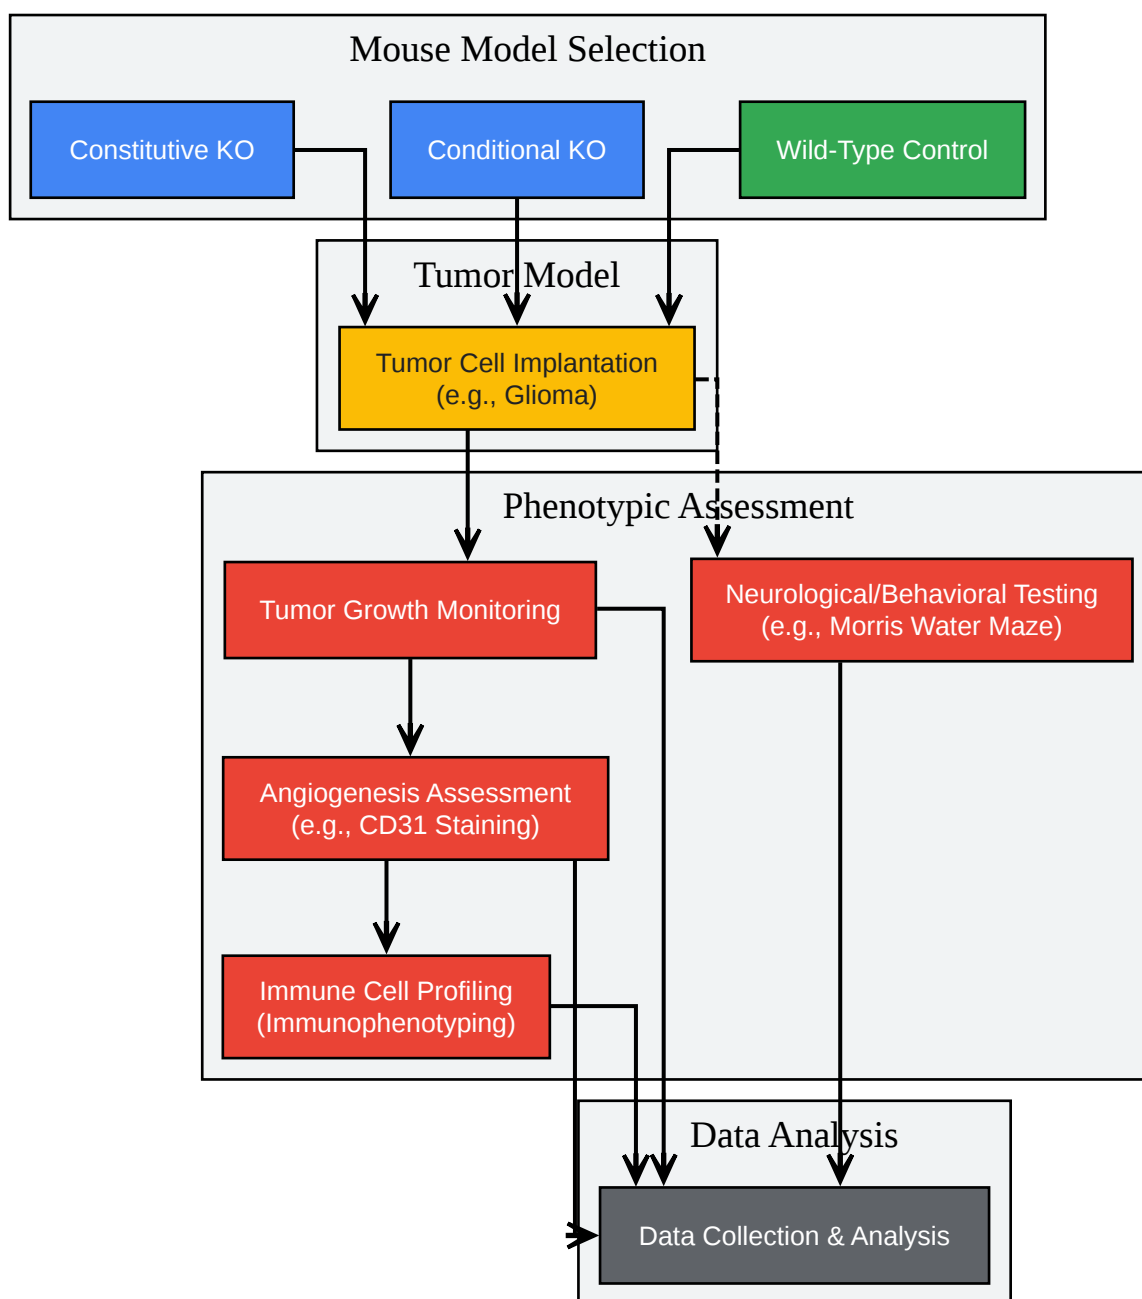 Mouse Model Selection
Constitutive KO
Conditional KO
Wild-Type Control
Tumor Model
Tumor Cell Implantation
(e.g., Glioma)
Phenotypic Assessment
Tumor Growth Monitoring
Neurological/Behavioral Testing
(e.g., Morris Water Maze)
Angiogenesis Assessment
(e.g., CD31 Staining)
Immune Cell Profiling
(Immunophenotyping)
Data Analysis
Data Collection & Analysis